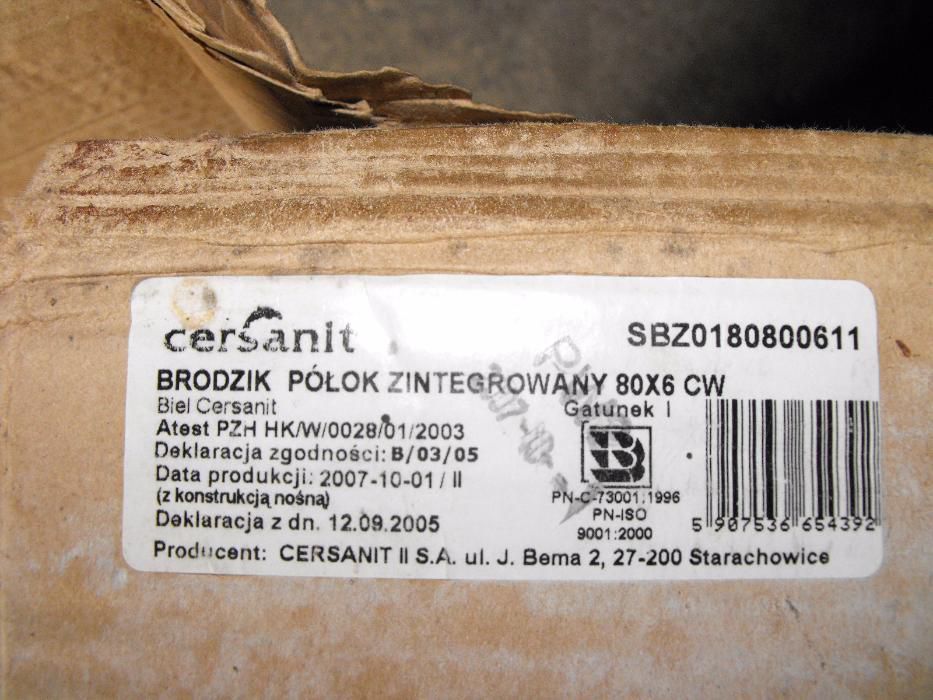 cersanit
SBZ0180800611
BRODZIK PÓŁOK ZINTEGROWANY 80X6 CW
Biel Cersanit
Gatunek I
Atest PZH HK/W/0028/01/2003
Deklaracja zgodności: B/03/05
Data produkcji: 2007-10-01 / II
(z konstrukcją nośną)
Deklaracja z dn. 12.09.2005
B
PN-C-73001:1996
PN-ISO
9001:2000
5 907536 654392
Producent: CERSANIT II S.A. ul. J. Bema 2, 27-200 Starachowice